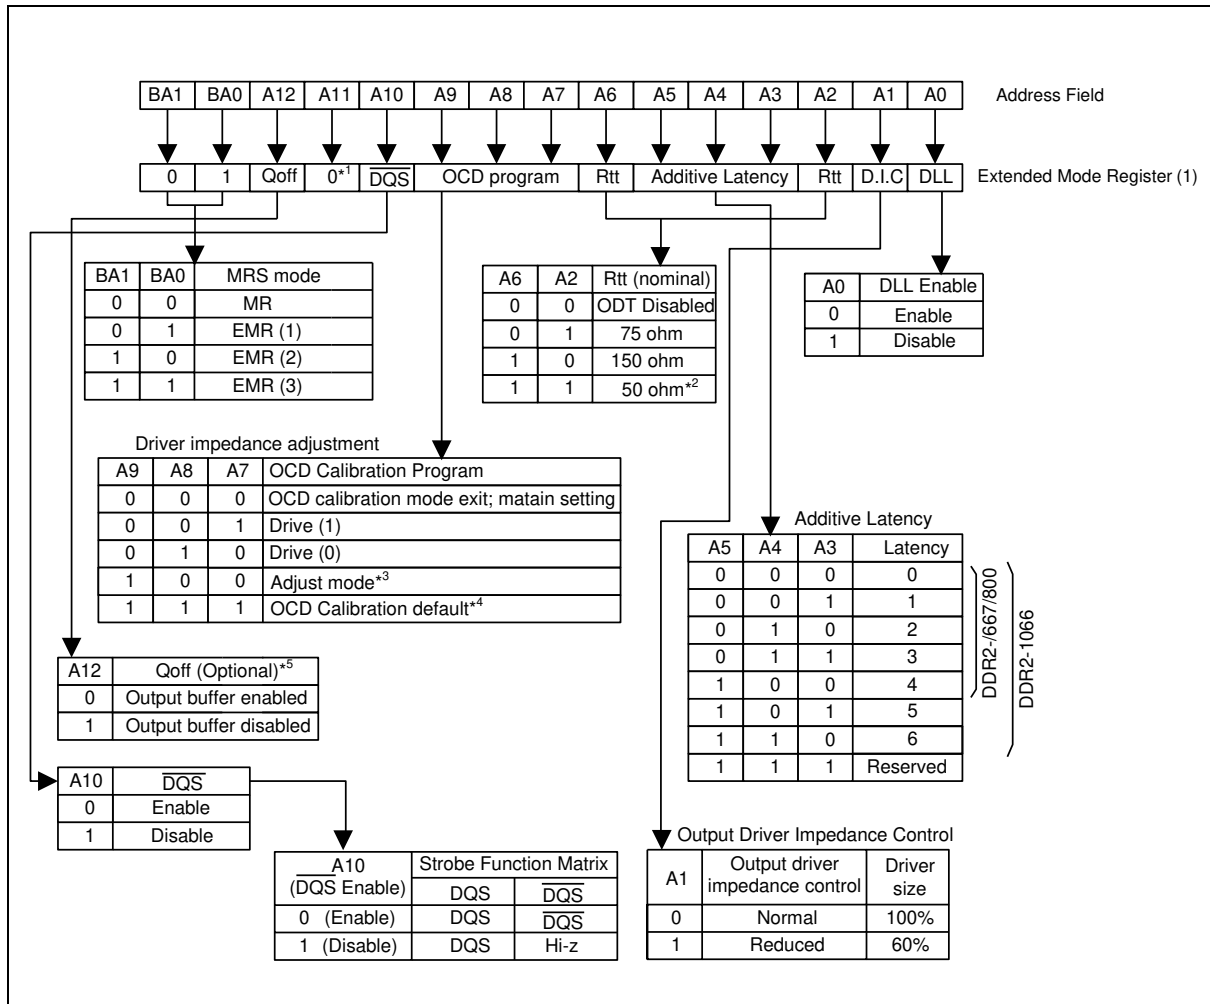 BA1 BA0 A12 A11 A10 A9 A8 A7 A6 A5 A4 A3 A2 A1 A0 Address Field
0 1 Qoff 0*1 DQS OCD program Rtt Additive Latency Rtt D.I.C DLL Extended Mode Register (1)
BA1 BA0 MRS mode
0 0 MR
0 1 EMR (1)
1 0 EMR (2)
1 1 EMR (3)
A6 A2 Rtt (nominal)
0 0 ODT Disabled
0 1 75 ohm
1 0 150 ohm
1 1 50 ohm*2
A0 DLL Enable
0 Enable
1 Disable
Driver impedance adjustment
A9 A8 A7 OCD Calibration Program
0 0 0 OCD calibration mode exit; matain setting
0 0 1 Drive (1)
0 1 0 Drive (0)
1 0 0 Adjust mode*3
1 1 1 OCD Calibration default*4
Additive Latency
A5 A4 A3 Latency
0 0 0 0
0 0 1 1
0 1 0 2
0 1 1 3
1 0 0 4
1 0 1 5
1 1 0 6
1 1 1 Reserved
DDR2-/667/800
DDR2-1066
A12 Qoff (Optional)*5
0 Output buffer enabled
1 Output buffer disabled
A10 DQS
0 Enable
1 Disable
A10 (DQS Enable) Strobe Function Matrix
DQS DQS
0 (Enable) DQS DQS
1 (Disable) DQS Hi-z
Output Driver Impedance Control
A1 Output driver impedance control Driver size
0 Normal 100%
1 Reduced 60%